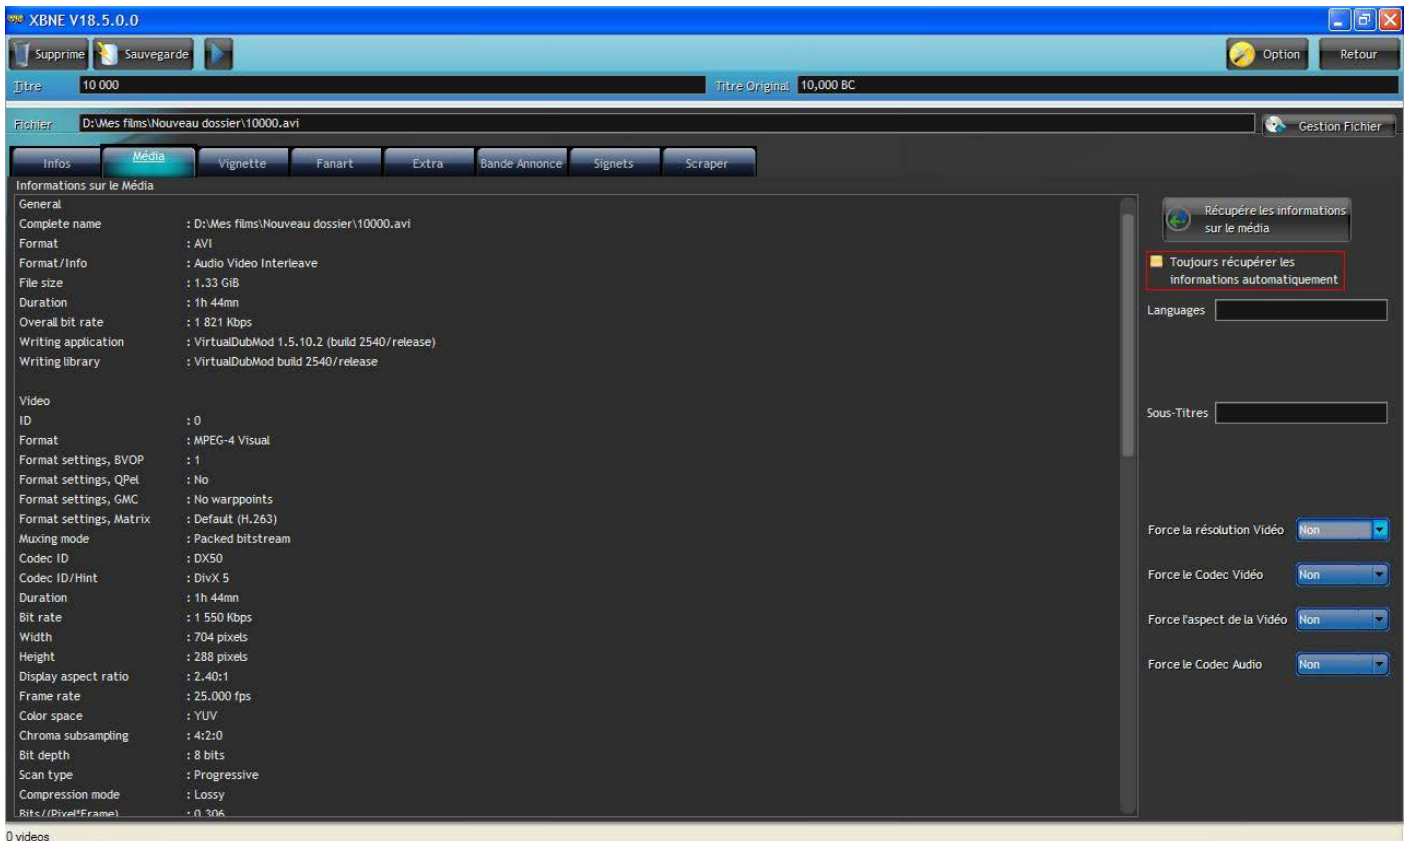 XBNE V18.5.0.0
Supprime Sauvegarde Option Retour
Titre 10 000 Titre Original 10,000 BC
Fichier D:\Mes films\Nouveau dossier\10000.avi Gestion Fichier
Infos Média Vignette Fanart Extra Bande Annonce Signets Scraper
Informations sur le Média
General
Complete name : D:\Mes films\Nouveau dossier\10000.avi
Format : AVI
Format/Info : Audio Video Interleave
File size : 1.33 GiB
Duration : 1h 44mn
Overall bit rate : 1 821 Kbps
Writing application : VirtualDubMod 1.5.10.2 (build 2540/release)
Writing library : VirtualDubMod build 2540/release
Video
ID : 0
Format : MPEG-4 Visual
Format settings, BVOP : 1
Format settings, QPel : No
Format settings, GMC : No warppoints
Format settings, Matrix : Default (H.263)
Muxing mode : Packed bitstream
Codec ID : DX50
Codec ID/Hint : DivX 5
Duration : 1h 44mn
Bit rate : 1 550 Kbps
Width : 704 pixels
Height : 288 pixels
Display aspect ratio : 2.40:1
Frame rate : 25.000 fps
Color space : YUV
Chroma subsampling : 4:2:0
Bit depth : 8 bits
Scan type : Progressive
Compression mode : Lossy
Bits/(Pixel*Frame) : 0.306
Récupére les informations
sur le média
Toujours récupérer les
informations automatiquement
Languages
Sous-Titres
Force la résolution Vidéo Non
Force le Codec Vidéo Non
Force l'aspect de la Vidéo Non
Force le Codec Audio Non
0 videos